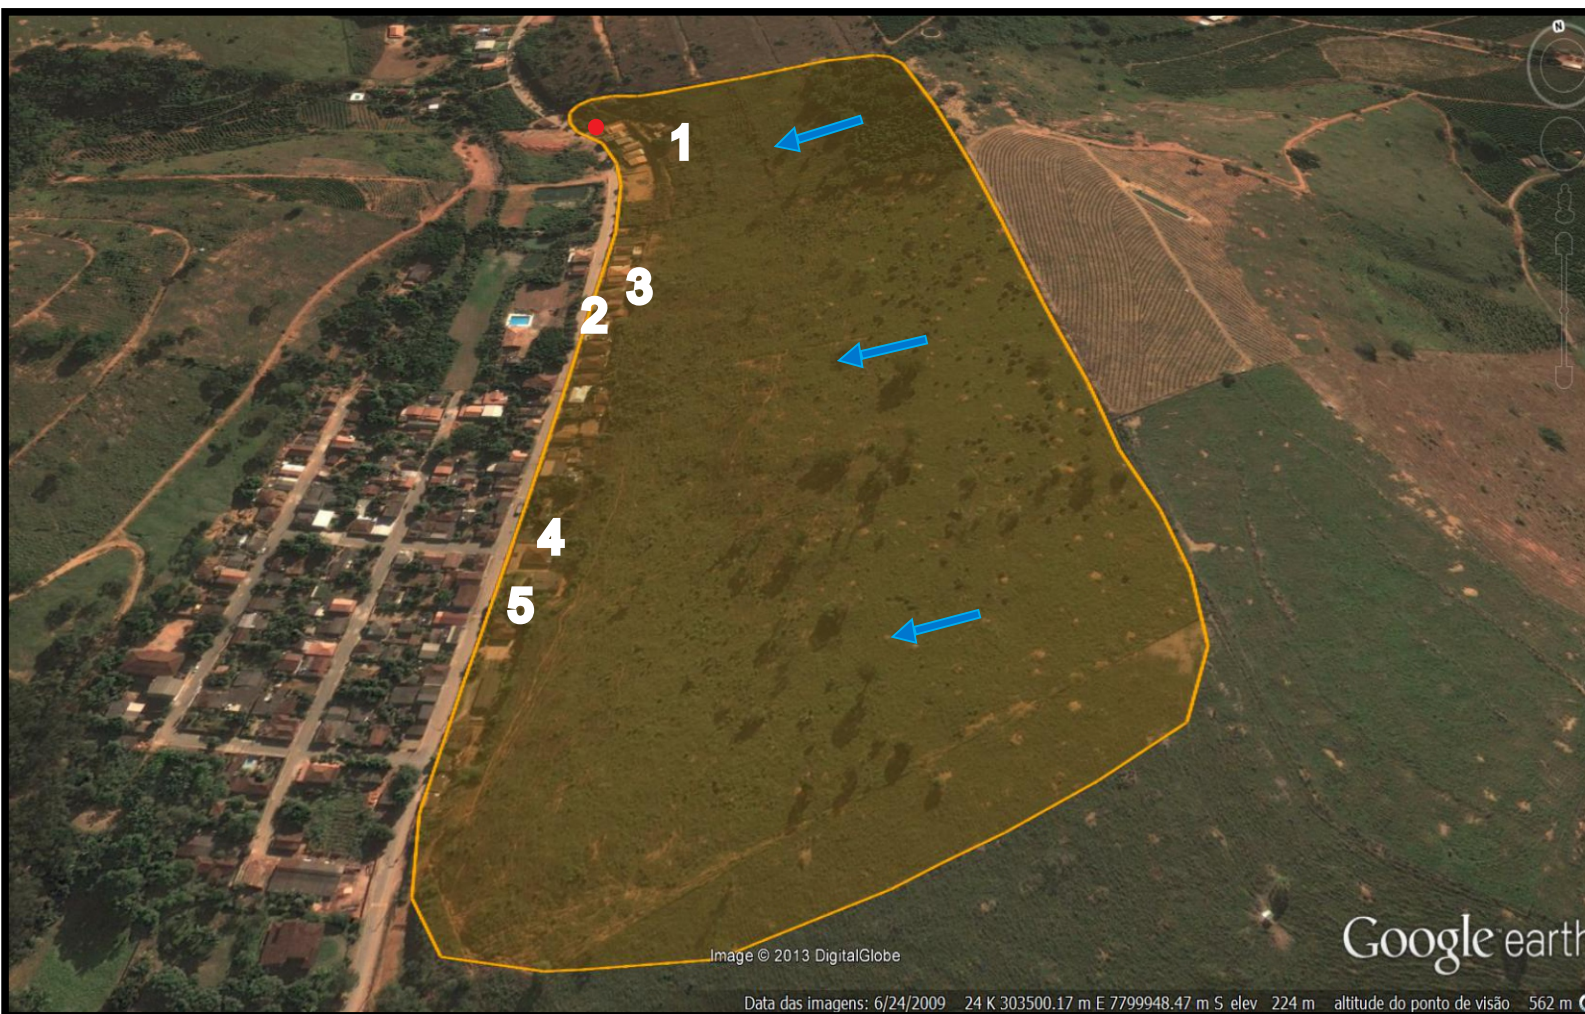 N
1
3
2
4
5
Image © 2013 DigitalGlobe
Google earth
Data das imagens: 6/24/2009 24 K 303500.17 m E 7799948.47 m S elev 224 m altitude do ponto de visão 562 m